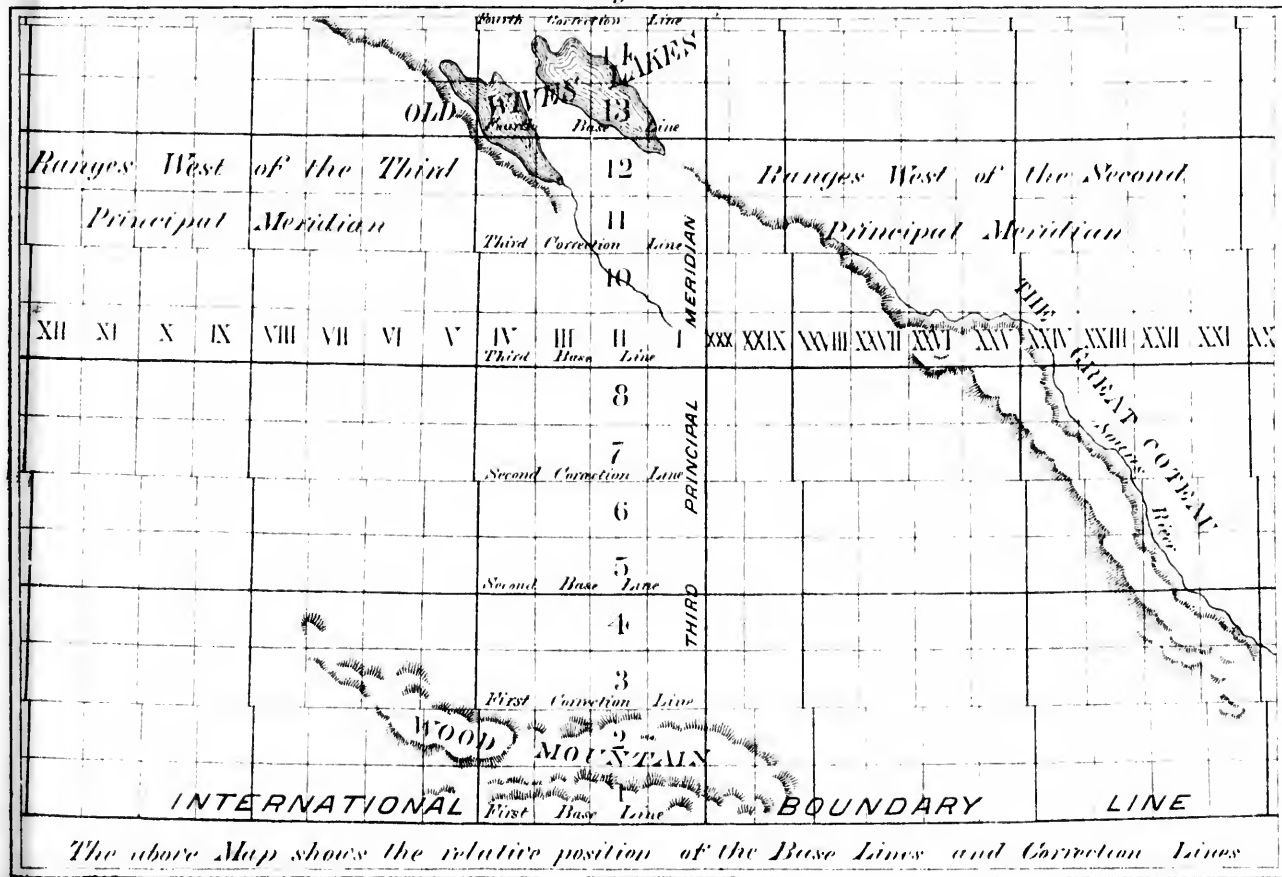 Fourth Correction Line
14
OLD WIVES LAKES
13
Fourth Base Line
Ranges West of the Third
12
Ranges West of the Second
Principal Meridian
11
Principal Meridian
Third Correction Line
10
XII XI X IX VIII VII VI V IV III II I XXX XXIX XXVIII XXVII XXVI XXV XXIV XXIII XXII XXI XX
Third Base Line
THE GREAT COTEAU
Souris River
8
7
Second Correction Line
6
5
Second Base Line
THIRD PRINCIPAL MERIDIAN
4
3
First Correction Line
2
WOOD MOUNTAIN
1
INTERNATIONAL BOUNDARY LINE
First Base Line
The above Map shows the relative position of the Base Lines and Correction Lines